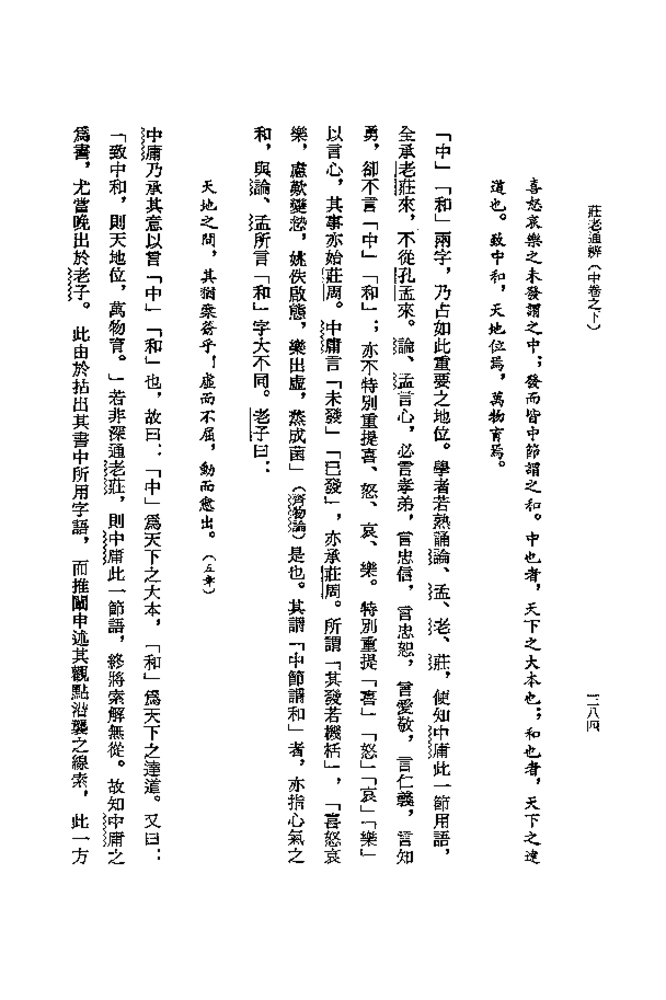 莊老通辨（中卷之下）
三八四
喜怒哀樂之未發謂之中；發而皆中節謂之和。中也者，天下之大本也；和也者，天下之達
道也。致中和，天地位焉，萬物育焉。
「中」「和」兩字，乃占如此重要之地位。學者若熟誦論、孟、老、莊，便知中庸此一節用語，
全承老莊來，不從孔孟來。論、孟言心，必言孝弟，言忠信，言忠恕，言愛敬，言仁義，言知
勇，卻不言「中」「和」；亦不特別重提喜、怒、哀、樂。特別重提「喜」「怒」「哀」「樂」
以言心，其事亦始莊周。中庸言「未發」「已發」，亦承莊周。所謂「其發若機栝」，「喜怒哀
樂，慮歎變慹，姚佚啟態，樂出虛，蒸成菌」（齊物論）是也。其謂「中節謂和」者，亦指心氣之
和，與論、孟所言「和」字大不同。老子曰：
天地之間，其猶橐籥乎！虛而不屈，動而愈出。（五章）
中庸乃承其意以言「中」「和」也，故曰：「中」爲天下之大本，「和」爲天下之達道。又曰：
「致中和，則天地位，萬物育。」若非深通老莊，則中庸此一節語，終將索解無從。故知中庸之
爲書，尤當晚出於老子。此由於拈出其書中所用字語，而推闡申述其觀點沿襲之線索，此一方